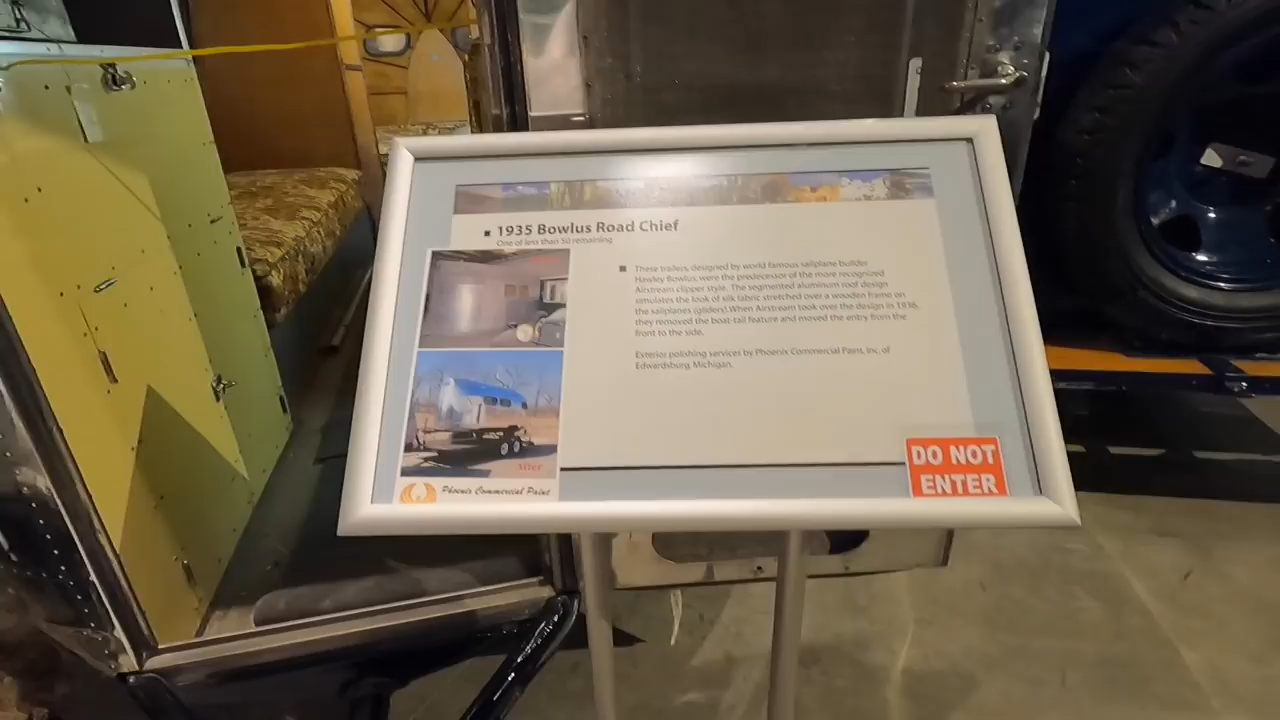 1935 Bowlus Road Chief
One of less than 50 remaining
These trailers, designed by world famous sailplane builder
Hawley Bowlus, were the predecessor of the more recognized
Airstream clipper style. The segmented aluminum roof design
simulates the look of silk fabric stretched over a wooden frame on
the sailplanes (gliders). When Airstream took over the design in 1936,
they removed the boat-tail feature and moved the entry from the
front to the side.
Exterior polishing services by Phoenix Commercial Paint, Inc. of
Edwardsburg, Michigan.
After
Phoenix Commercial Paint
DO NOT
ENTER